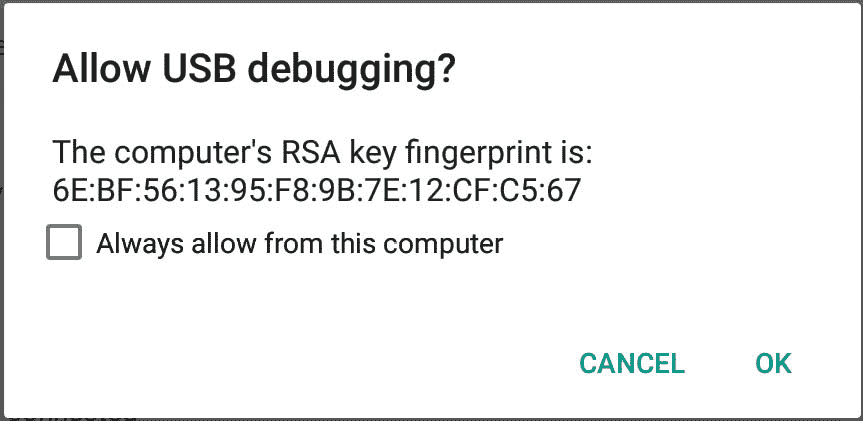 Allow USB debugging?
The computer's RSA key fingerprint is:
6E:BF:56:13:95:F8:9B:7E:12:CF:C5:67
Always allow from this computer
CANCEL OK